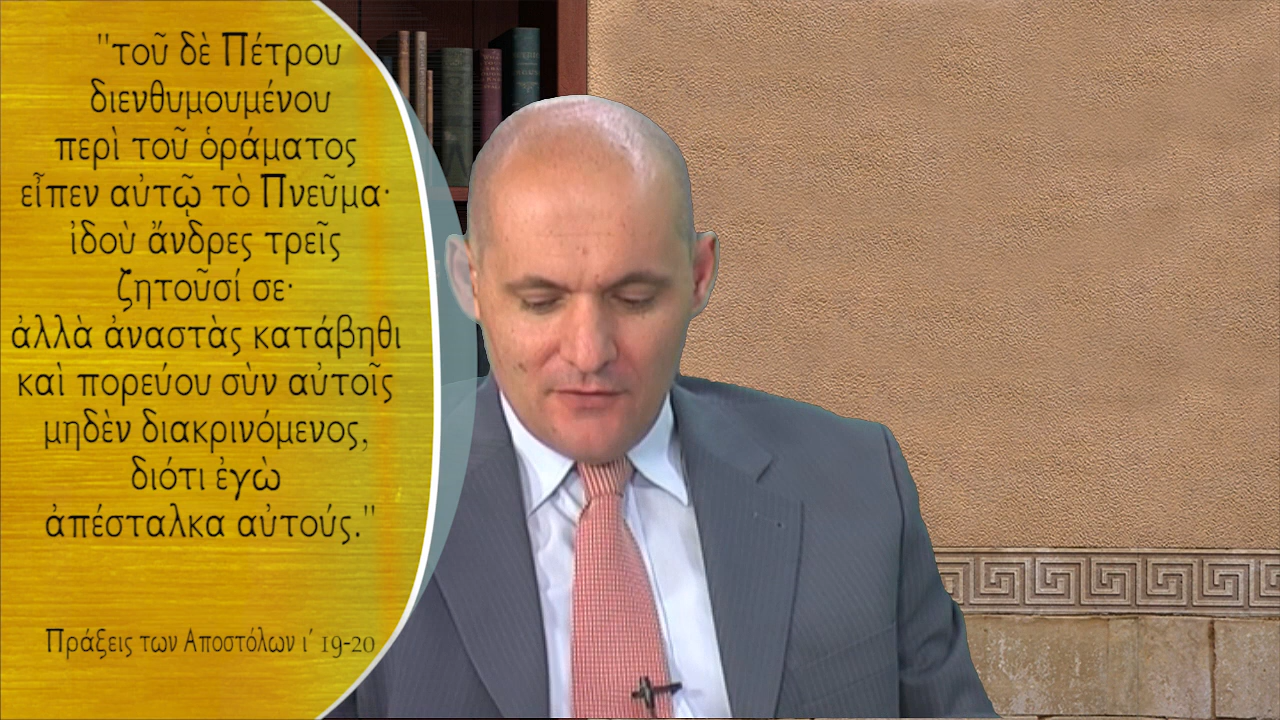 "τοῦ δὲ Πέτρου
διενθυμουμένου
περὶ τοῦ ὁράματος
εἶπεν αὐτῷ τὸ Πνεῦμα·
ἰδοὺ ἄνδρες τρεῖς
ζητοῦσί σε·
ἀλλὰ ἀναστὰς κατάβηθι
καὶ πορεύου σὺν αὐτοῖς
μηδὲν διακρινόμενος,
διότι ἐγὼ
ἀπέσταλκα αὐτούς."
Πράξεις των Αποστόλων ι΄ 19-20